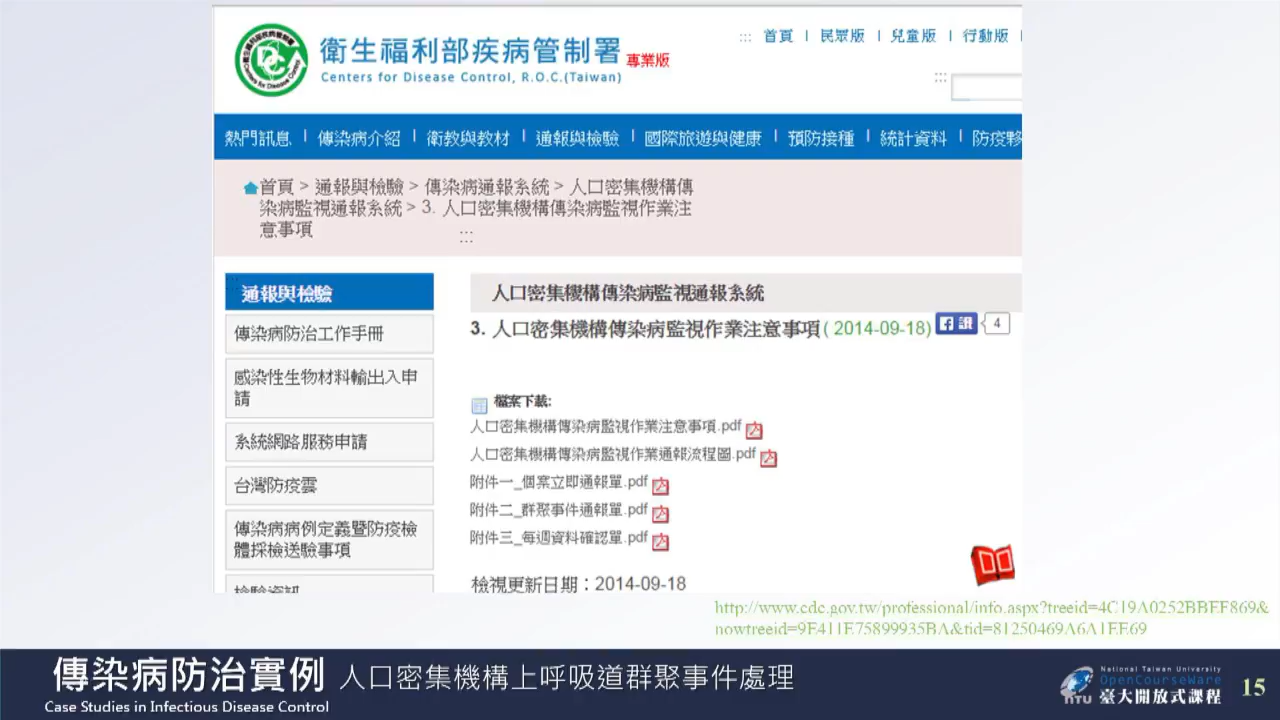 衛生福利部疾病管制署 專業版
Centers for Disease Control, R.O.C.(Taiwan)
::: 首頁 | 民眾版 | 兒童版 | 行動版 |
:::
熱門訊息 | 傳染病介紹 | 衛教與教材 | 通報與檢驗 | 國際旅遊與健康 | 預防接種 | 統計資料 | 防疫夥
首頁 > 通報與檢驗 > 傳染病通報系統 > 人口密集機構傳
染病監視通報系統 > 3. 人口密集機構傳染病監視作業注
意事項
:::
通報與檢驗
傳染病防治工作手冊
感染性生物材料輸出入申
請
系統網路服務申請
台灣防疫雲
傳染病病例定義暨防疫檢
體採檢送驗事項
檢驗資訊
人口密集機構傳染病監視通報系統
3. 人口密集機構傳染病監視作業注意事項( 2014-09-18) 讚 4
檔案下載:
人口密集機構傳染病監視作業注意事項.pdf
人口密集機構傳染病監視作業通報流程圖.pdf
附件一_個案立即通報單.pdf
附件二_群聚事件通報單.pdf
附件三_每週資料確認單.pdf
檢視更新日期：2014-09-18
http://www.cdc.gov.tw/professional/info.aspx?treeid=4C19A0252BBEF869&
nowtreeid=9E411E75899935BA&tid=81250469A6A1EE69
傳染病防治實例 人口密集機構上呼吸道群聚事件處理
Case Studies in Infectious Disease Control
National Taiwan University
OpenCourseWare
NTU 臺大開放式課程
15